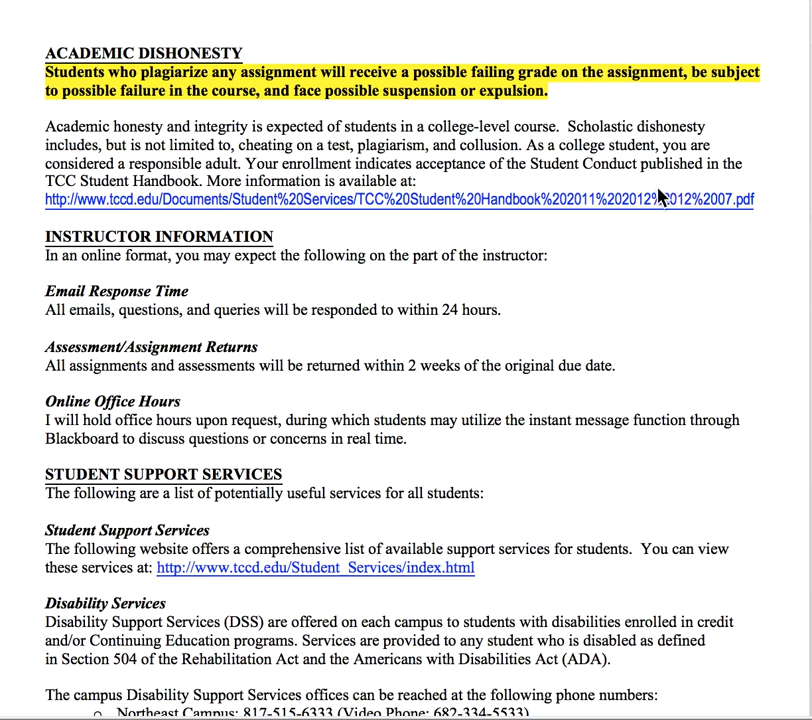 ACADEMIC DISHONESTY
Students who plagiarize any assignment will receive a possible failing grade on the assignment, be subject
to possible failure in the course, and face possible suspension or expulsion.
Academic honesty and integrity is expected of students in a college-level course.  Scholastic dishonesty
includes, but is not limited to, cheating on a test, plagiarism, and collusion. As a college student, you are
considered a responsible adult. Your enrollment indicates acceptance of the Student Conduct published in the
TCC Student Handbook. More information is available at:
http://www.tccd.edu/Documents/Student%20Services/TCC%20Student%20Handbook%202011%202012%2012%2007.pdf
INSTRUCTOR INFORMATION
In an online format, you may expect the following on the part of the instructor:
Email Response Time
All emails, questions, and queries will be responded to within 24 hours.
Assessment/Assignment Returns
All assignments and assessments will be returned within 2 weeks of the original due date.
Online Office Hours
I will hold office hours upon request, during which students may utilize the instant message function through
Blackboard to discuss questions or concerns in real time.
STUDENT SUPPORT SERVICES
The following are a list of potentially useful services for all students:
Student Support Services
The following website offers a comprehensive list of available support services for students.  You can view
these services at: http://www.tccd.edu/Student_Services/index.html
Disability Services
Disability Support Services (DSS) are offered on each campus to students with disabilities enrolled in credit
and/or Continuing Education programs. Services are provided to any student who is disabled as defined
in Section 504 of the Rehabilitation Act and the Americans with Disabilities Act (ADA).
The campus Disability Support Services offices can be reached at the following phone numbers:
o Northeast Campus: 817-515-6333 (Video Phone: 682-334-5533)